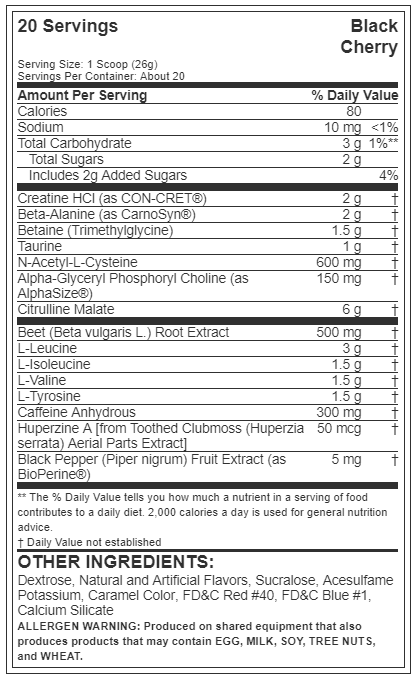 20 Servings Black
Cherry
Serving Size: 1 Scoop (26g)
Servings Per Container: About 20
Amount Per Serving % Daily Value
Calories 80
Sodium 10 mg <1%
Total Carbohydrate 3 g 1%**
Total Sugars 2 g
Includes 2g Added Sugars 4%
Creatine HCl (as CON-CRET®) 2 g †
Beta-Alanine (as CarnoSyn®) 2 g †
Betaine (Trimethylglycine) 1.5 g †
Taurine 1 g †
N-Acetyl-L-Cysteine 600 mg †
Alpha-Glyceryl Phosphoryl Choline (as 150 mg †
AlphaSize®)
Citrulline Malate 6 g †
Beet (Beta vulgaris L.) Root Extract 500 mg †
L-Leucine 3 g †
L-Isoleucine 1.5 g †
L-Valine 1.5 g †
L-Tyrosine 1.5 g †
Caffeine Anhydrous 300 mg †
Huperzine A [from Toothed Clubmoss (Huperzia 50 mcg †
serrata) Aerial Parts Extract]
Black Pepper (Piper nigrum) Fruit Extract (as 5 mg †
BioPerine®)
** The % Daily Value tells you how much a nutrient in a serving of food
contributes to a daily diet. 2,000 calories a day is used for general nutrition
advice.
† Daily Value not established
OTHER INGREDIENTS:
Dextrose, Natural and Artificial Flavors, Sucralose, Acesulfame
Potassium, Caramel Color, FD&C Red #40, FD&C Blue #1,
Calcium Silicate
ALLERGEN WARNING: Produced on shared equipment that also
produces products that may contain EGG, MILK, SOY, TREE NUTS,
and WHEAT.